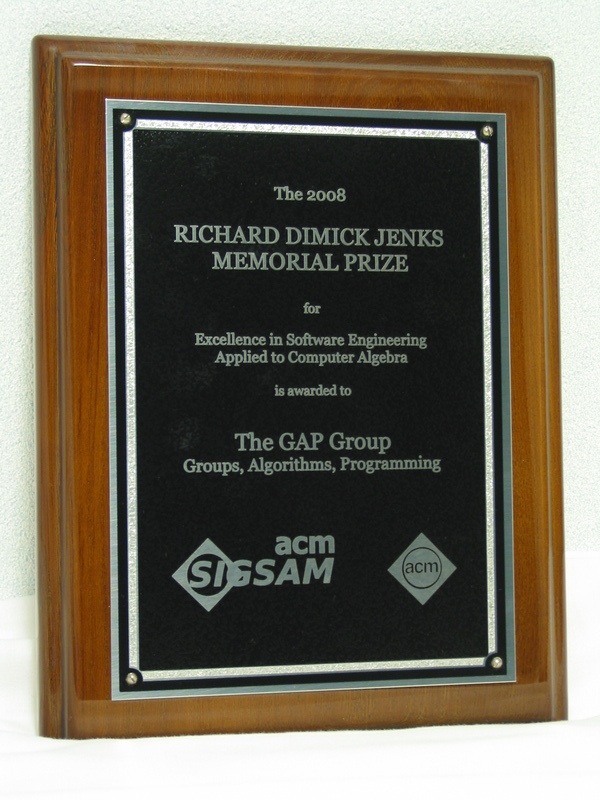 The 2008
RICHARD DIMICK JENKS
MEMORIAL PRIZE
for
Excellence in Software Engineering
Applied to Computer Algebra
is awarded to
The GAP Group
Groups, Algorithms, Programming
acm
SIGSAM
acm